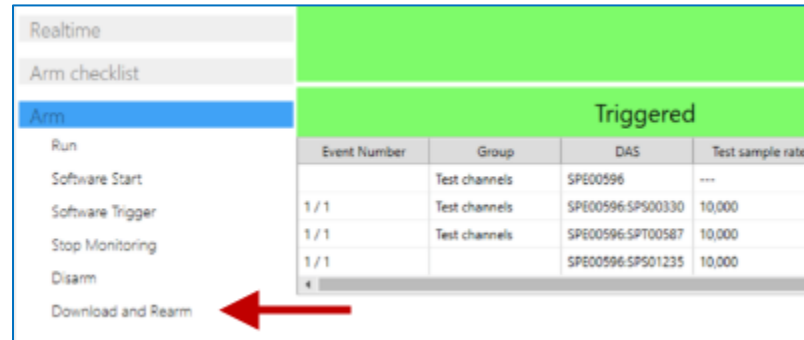 Realtime
Arm checklist
Arm
Run
Software Start
Software Trigger
Stop Monitoring
Disarm
Download and Rearm
Triggered
Event Number Group DAS Test sample rate
Test channels SPE00596 ---
1 / 1 Test channels SPE00596:SPS00330 10,000
1 / 1 Test channels SPE00596:SPT00587 10,000
1 / 1 SPE00596:SPS01235 10,000